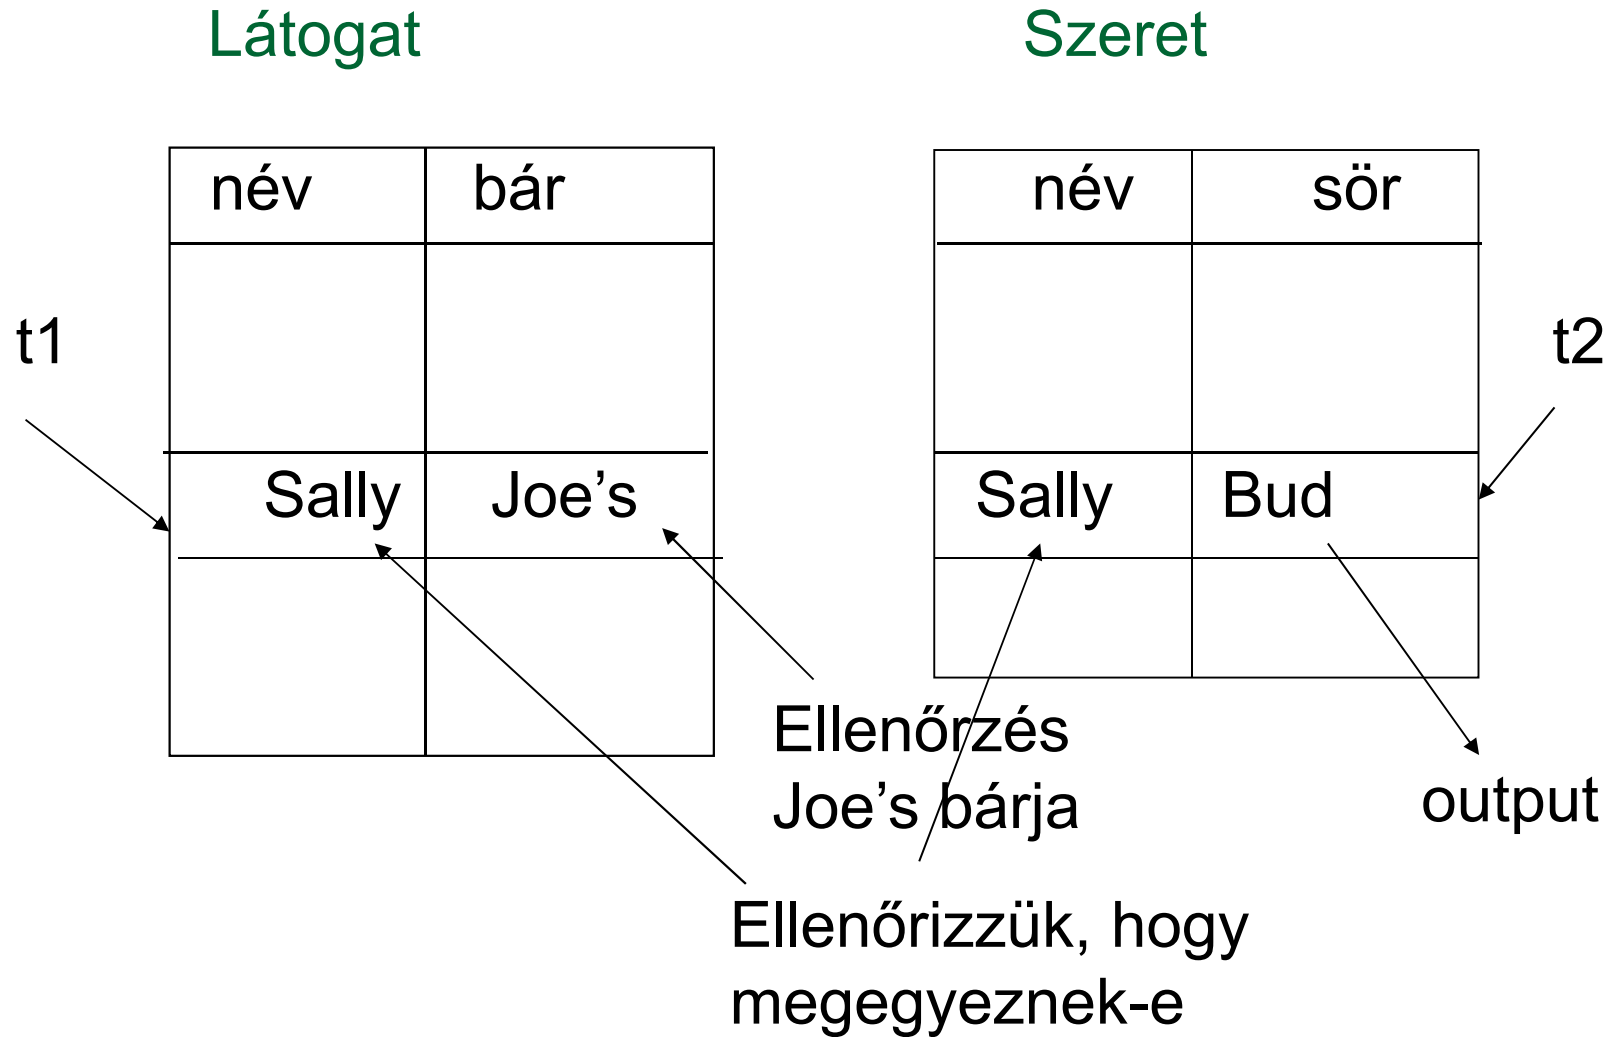 Látogat Szeret
név bár név sör
t1 t2
Sally Joe’s Sally Bud
Ellenőrzés
Joe’s bárja
output
Ellenőrizzük, hogy
megegyeznek-e